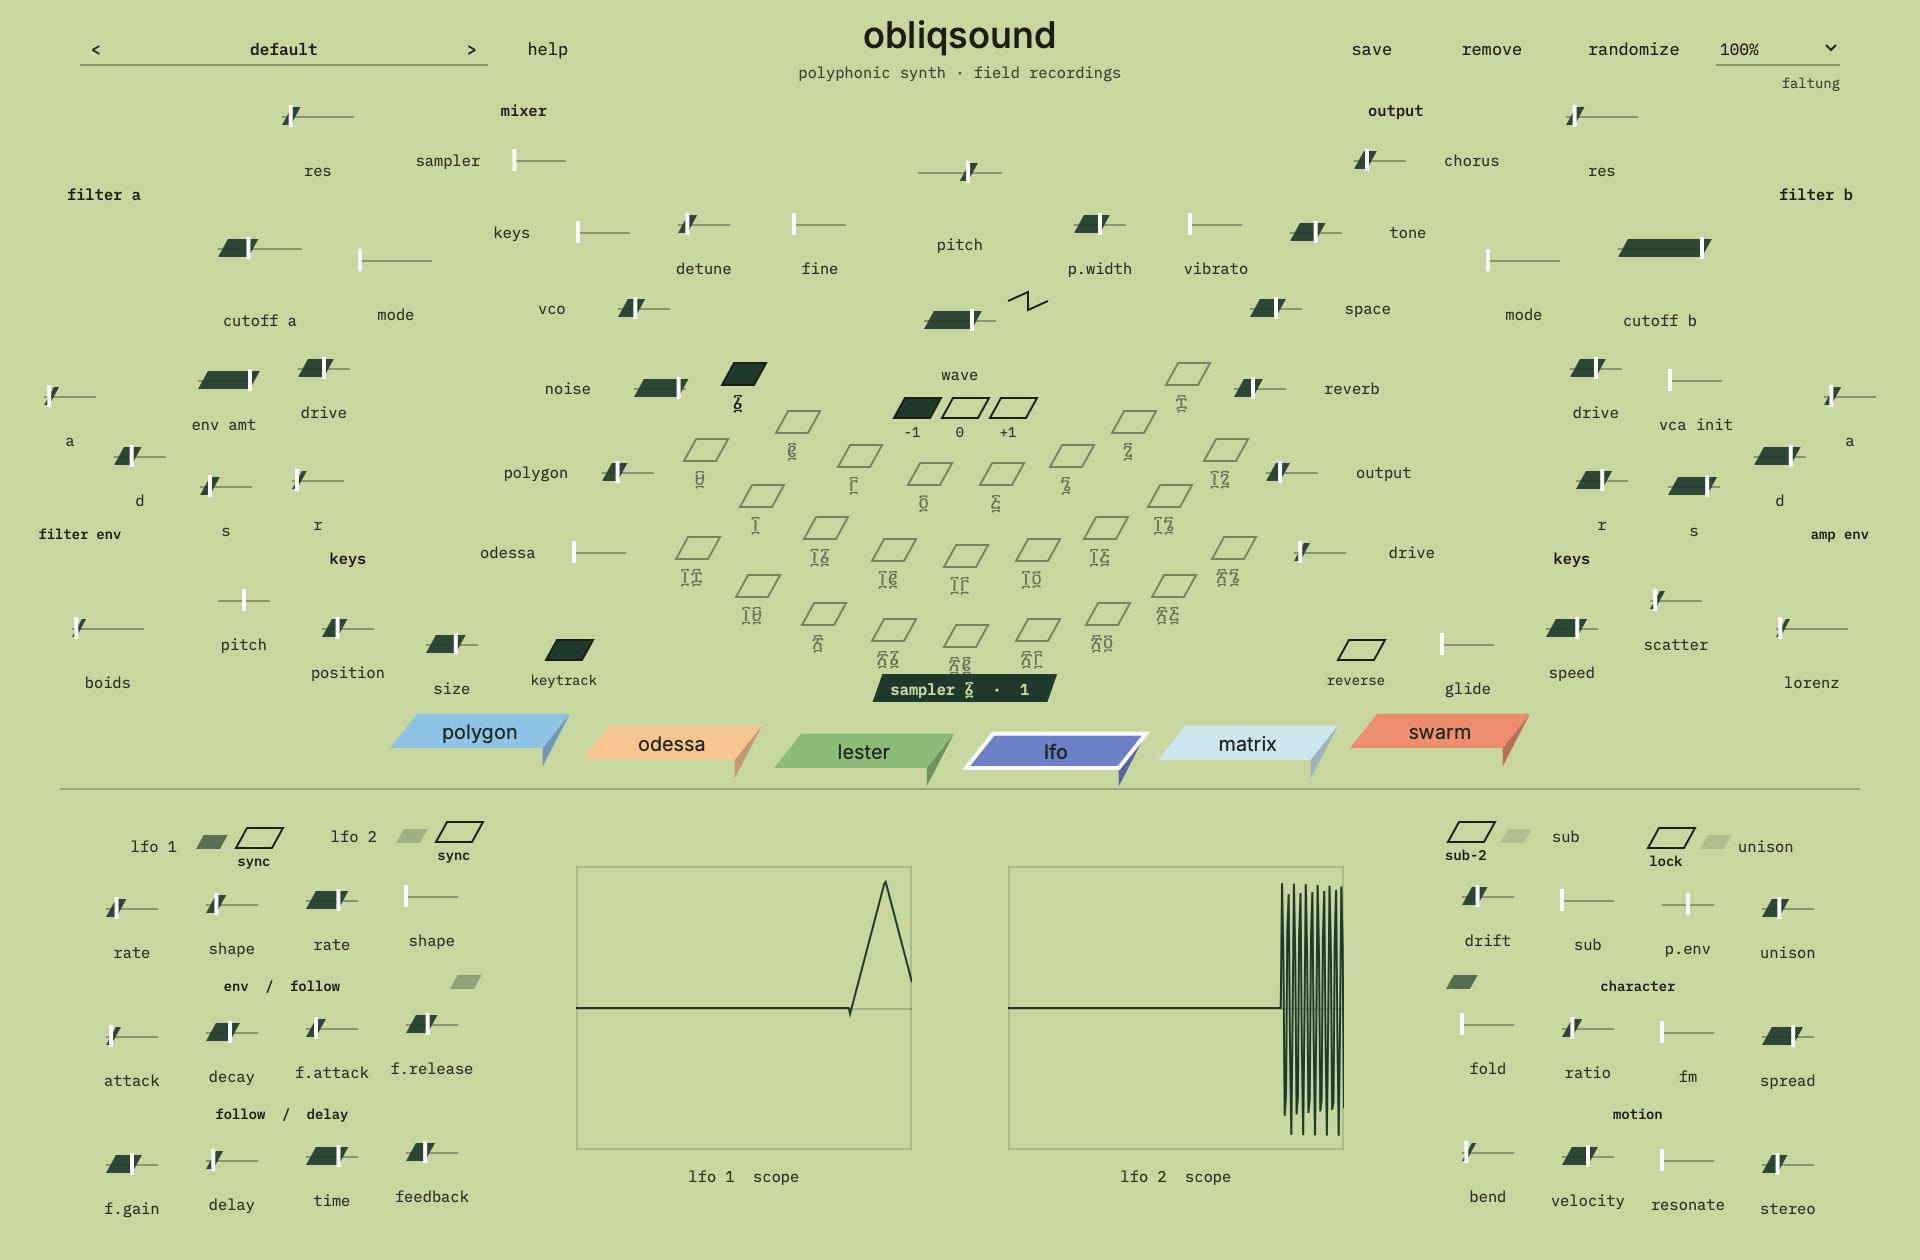 obliqsound
< default > help
save remove randomize 100%
polyphonic synth · field recordings
faltung
mixer
output
res
sampler
chorus
res
filter a
filter b
keys
tone
pitch
detune
fine
p.width
vibrato
vco
space
cutoff a
mode
mode
cutoff b
wave
noise
reverb
env amt
drive
drive
vca init
-1 0 +1
a
a
polygon
output
d
s
r
r
s
d
filter env
amp env
keys
odessa
drive
keys
pitch
scatter
position
size
keytrack
reverse
glide
speed
boids
lorenz
sampler · 1
polygon
odessa
lester
lfo
matrix
swarm
lfo 1
sync
lfo 2
sync
sub-2
sub
lock
unison
rate
shape
rate
shape
drift
sub
p.env
unison
env / follow
character
attack
decay
f.attack
f.release
fold
ratio
fm
spread
follow / delay
motion
f.gain
delay
time
feedback
lfo 1 scope
lfo 2 scope
bend
velocity
resonate
stereo